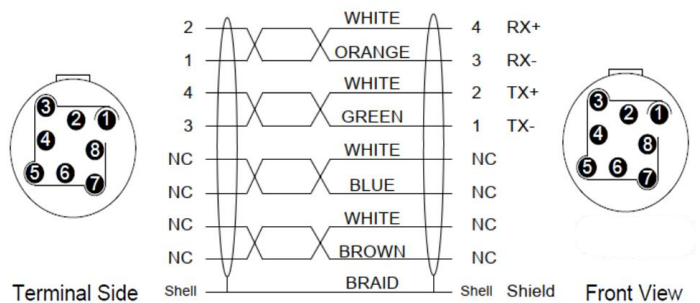 2 WHITE 4 RX+
1 ORANGE 3 RX-
4 WHITE 2 TX+
3 GREEN 1 TX-
NC WHITE NC
NC BLUE NC
NC WHITE NC
NC BROWN NC
Shell BRAID Shell Shield
3 2 1
4 8
5 6 7
Terminal Side
3 2 1
4 8
5 6 7
Front View